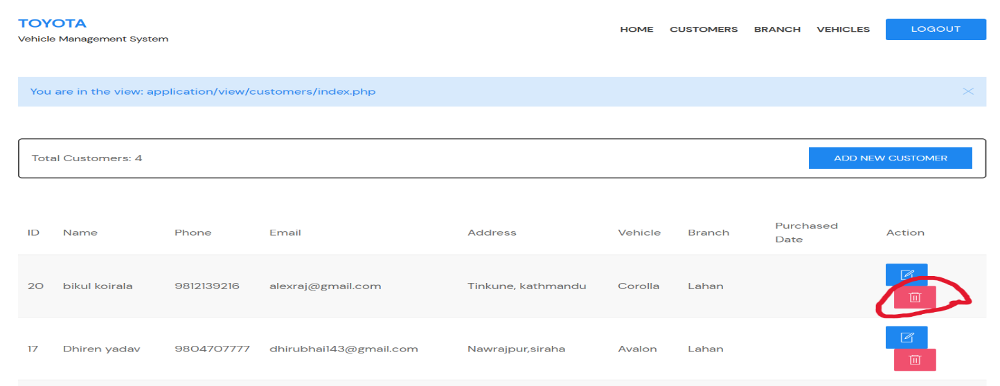 TOYOTA
Vehicle Management System
HOME CUSTOMERS BRANCH VEHICLES LOGOUT
You are in the view: application/view/customers/index.php
Total Customers: 4 ADD NEW CUSTOMER
ID Name Phone Email Address Vehicle Branch Purchased Date Action
20 bikul koirala 9812139216 alexraj@gmail.com Tinkune, kathmandu Corolla Lahan
17 Dhiren yadav 9804707777 dhirubhai143@gmail.com Nawrajpur,siraha Avalon Lahan